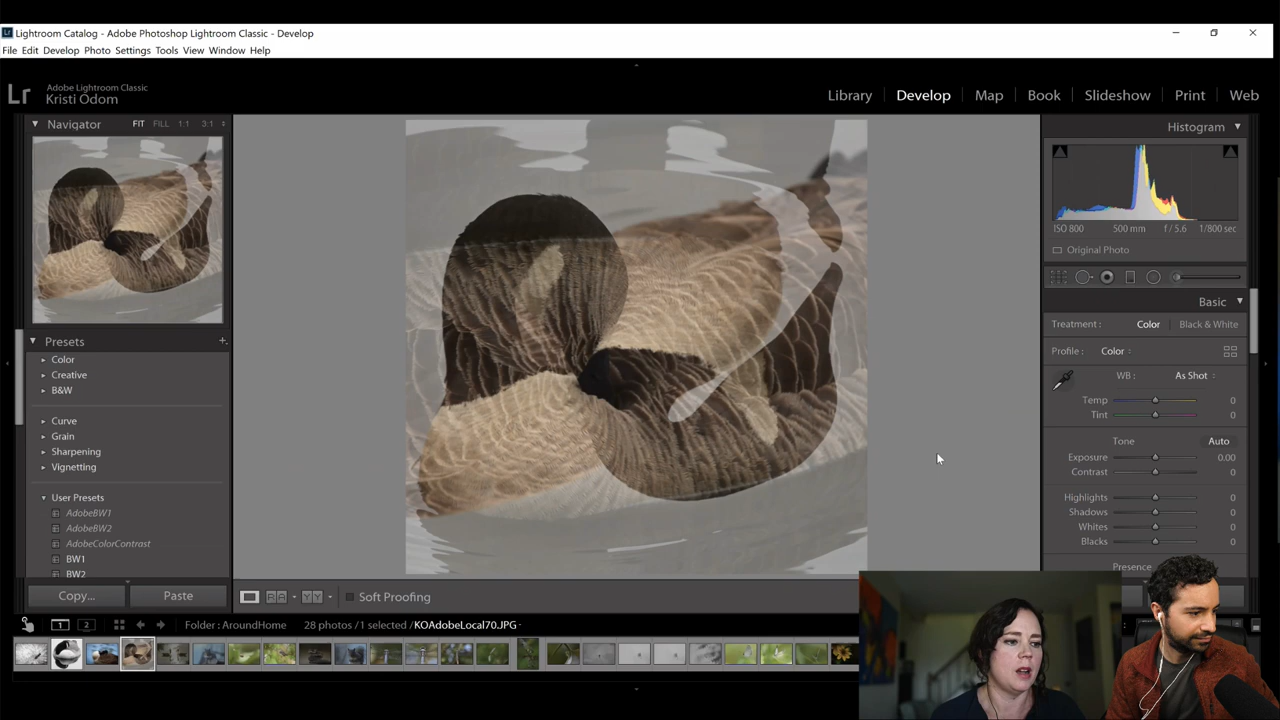 Lightroom Catalog - Adobe Photoshop Lightroom Classic - Develop
File Edit Develop Photo Settings Tools View Window Help
Lr Adobe Lightroom Classic
Kristi Odom
Library Develop Map Book Slideshow Print Web
Navigator FIT FILL 1:1 3:1
Histogram
ISO 800 500 mm f / 5.6 1/800 sec
Original Photo
Basic
Treatment : Color Black & White
Profile : Color
WB : As Shot
Temp 0
Tint 0
Tone Auto
Exposure 0.00
Contrast 0
Highlights 0
Shadows 0
Whites 0
Blacks 0
Presence
Presets
Color
Creative
B&W
Curve
Grain
Sharpening
Vignetting
User Presets
AdobeBW1
AdobeBW2
AdobeColorContrast
BW1
BW2
Copy... Paste
Soft Proofing
1 2 Folder : AroundHome 28 photos / 1 selected / KOAdobeLocal70.JPG